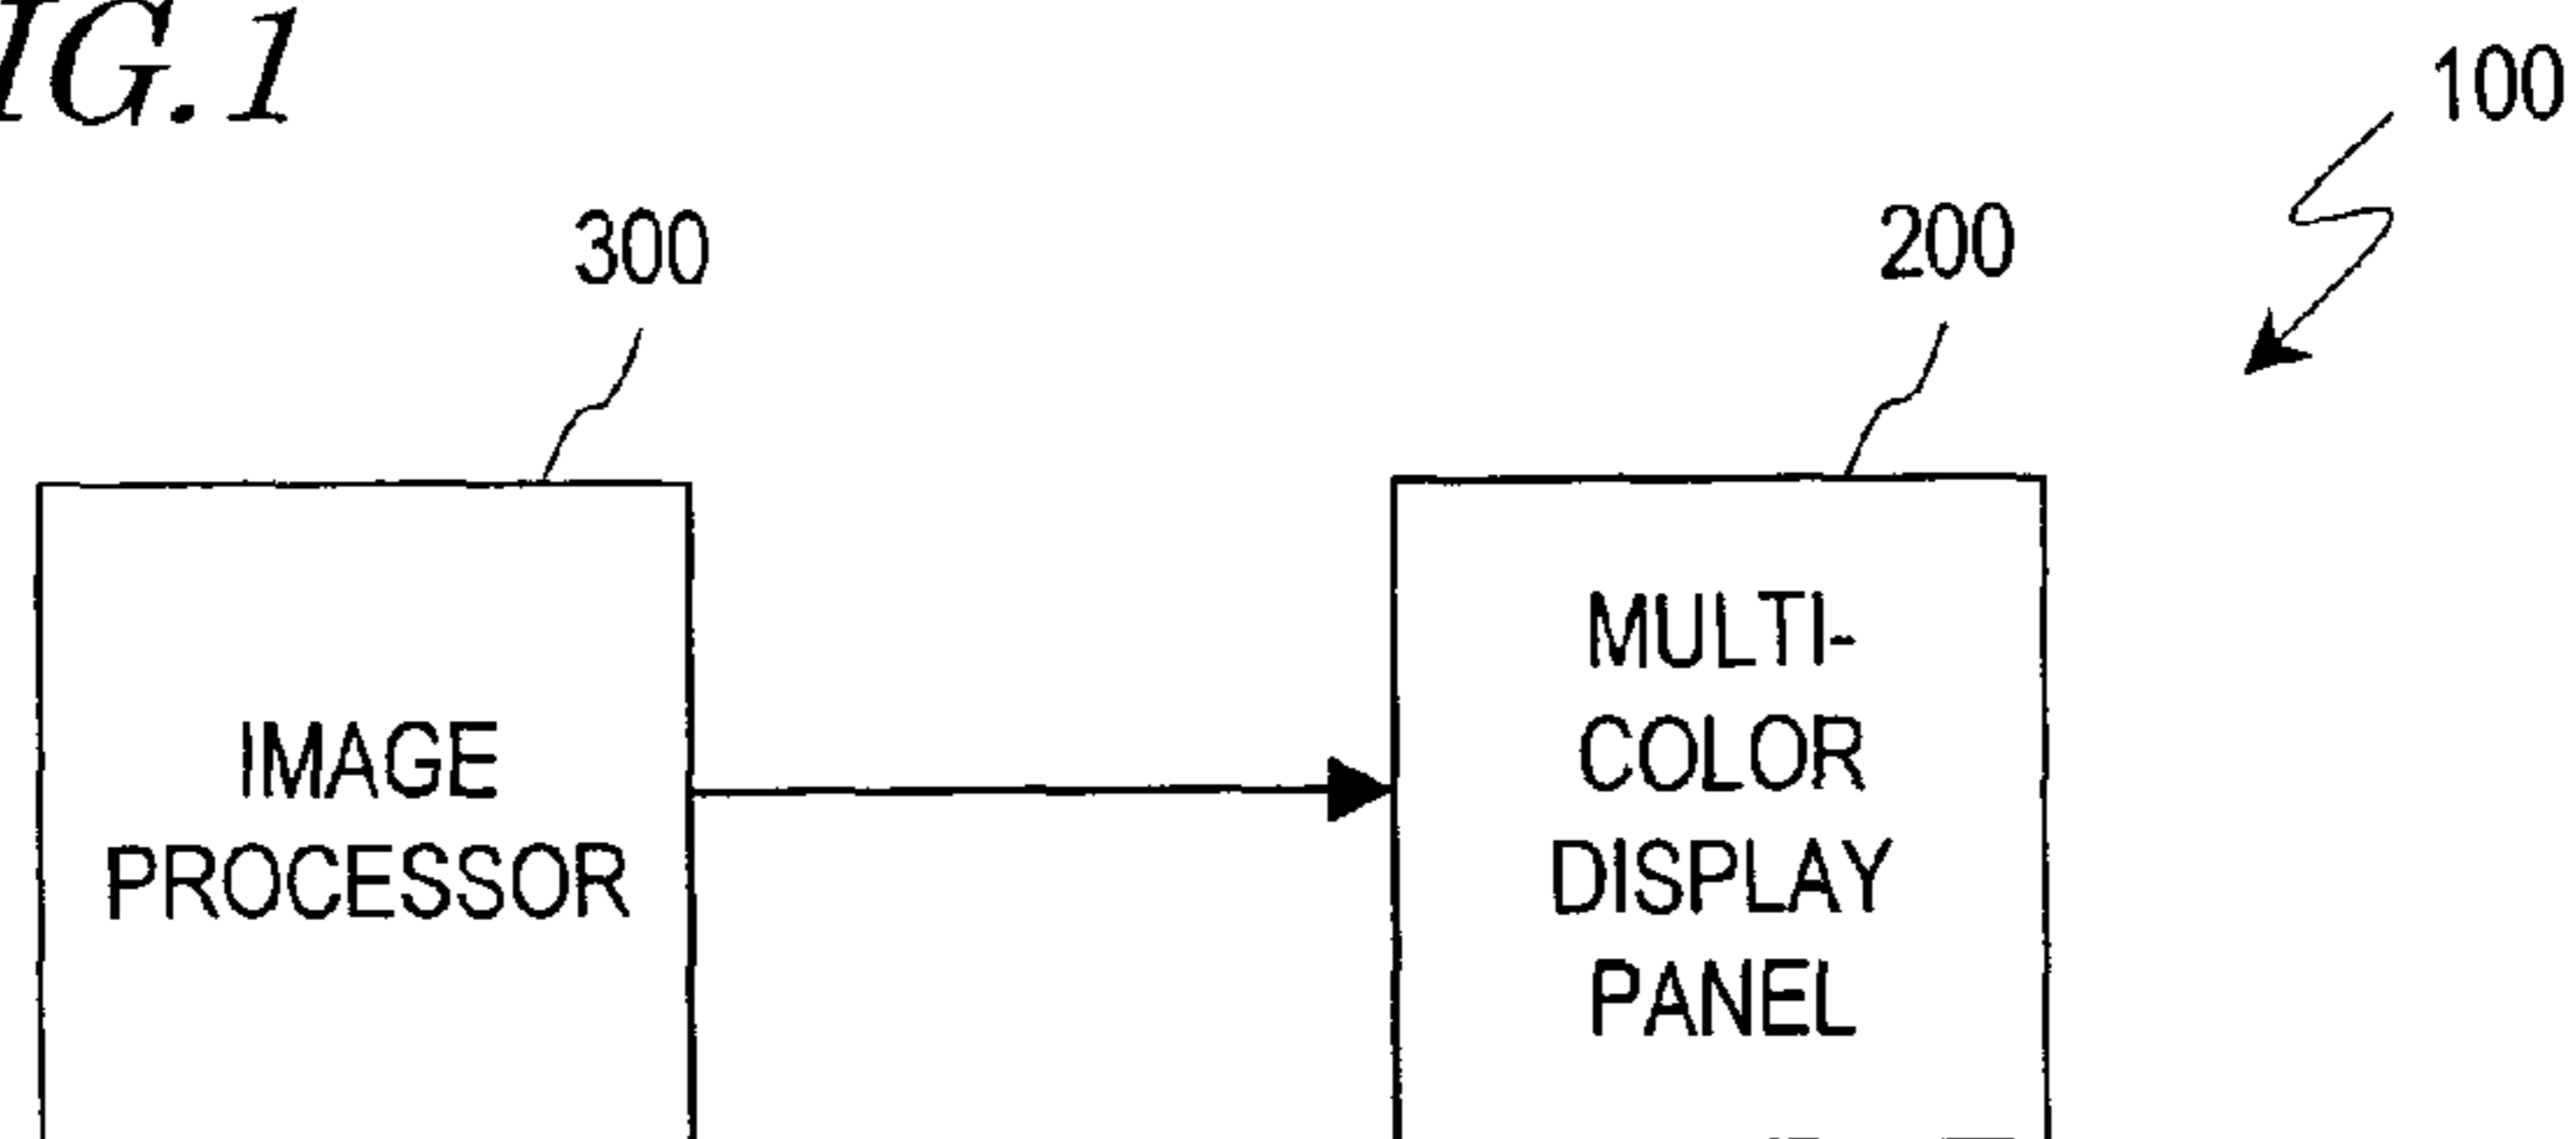 IG.1
100
300
200
IMAGE
PROCESSOR
MULTI-
COLOR
DISPLAY
PANEL